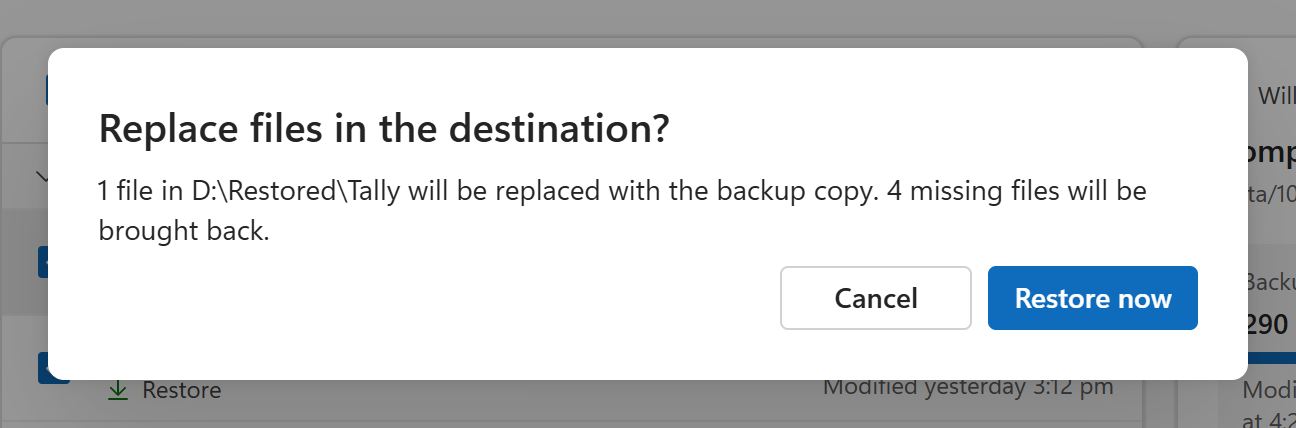 Replace files in the destination?
1 file in D:\Restored\Tally will be replaced with the backup copy. 4 missing files will be
brought back.
Cancel
Restore now
Restore
Modified yesterday 3:12 pm
290